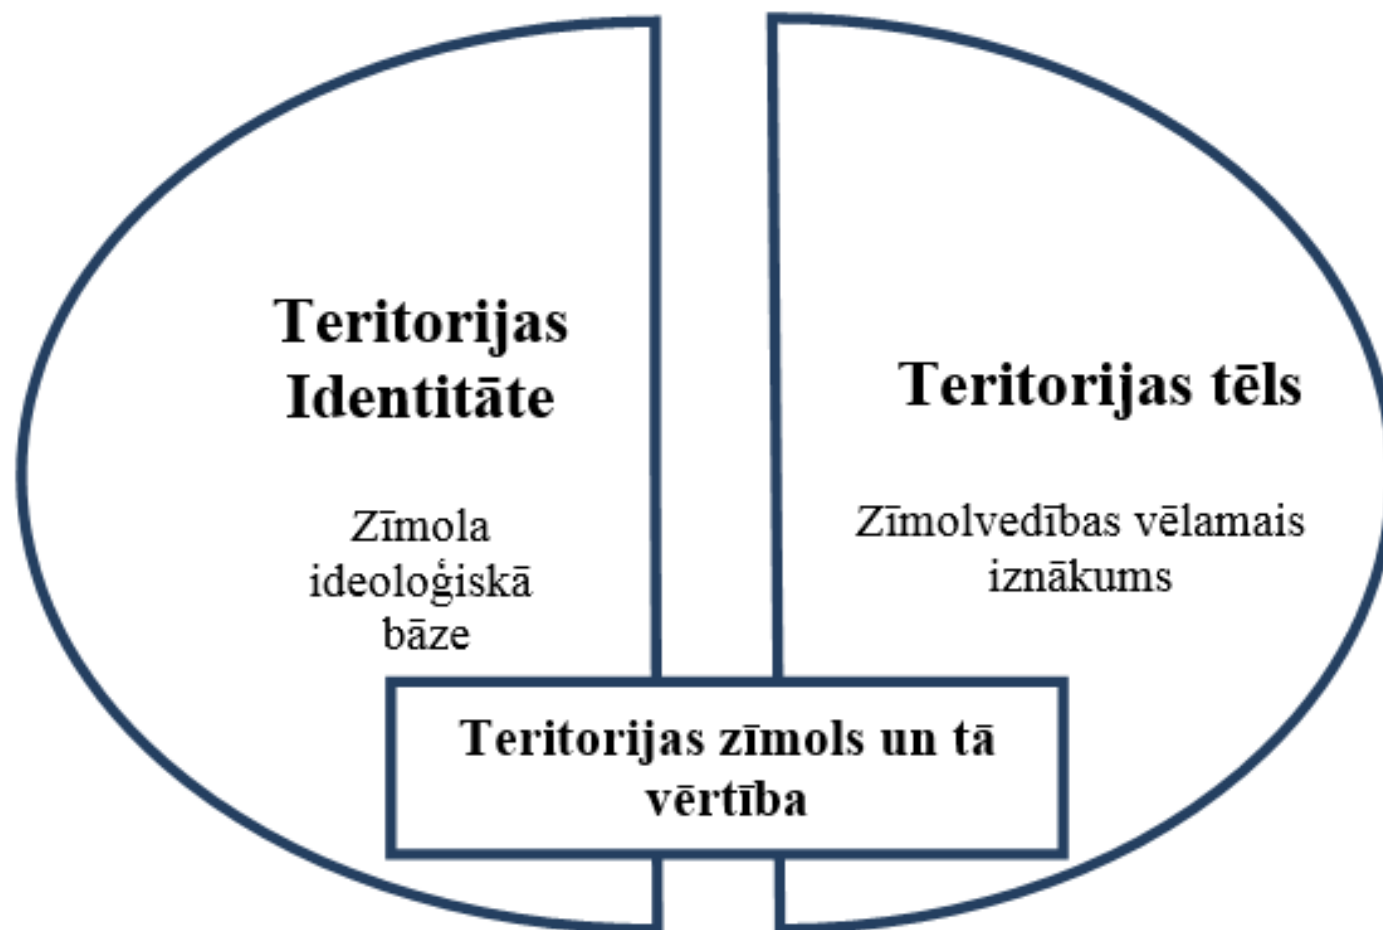 Teritorijas
Identitāte
Zīmola
ideoloģiskā
bāze
Teritorijas tēls
Zīmolvedības vēlamais
iznākums
Teritorijas zīmols un tā
vērtība